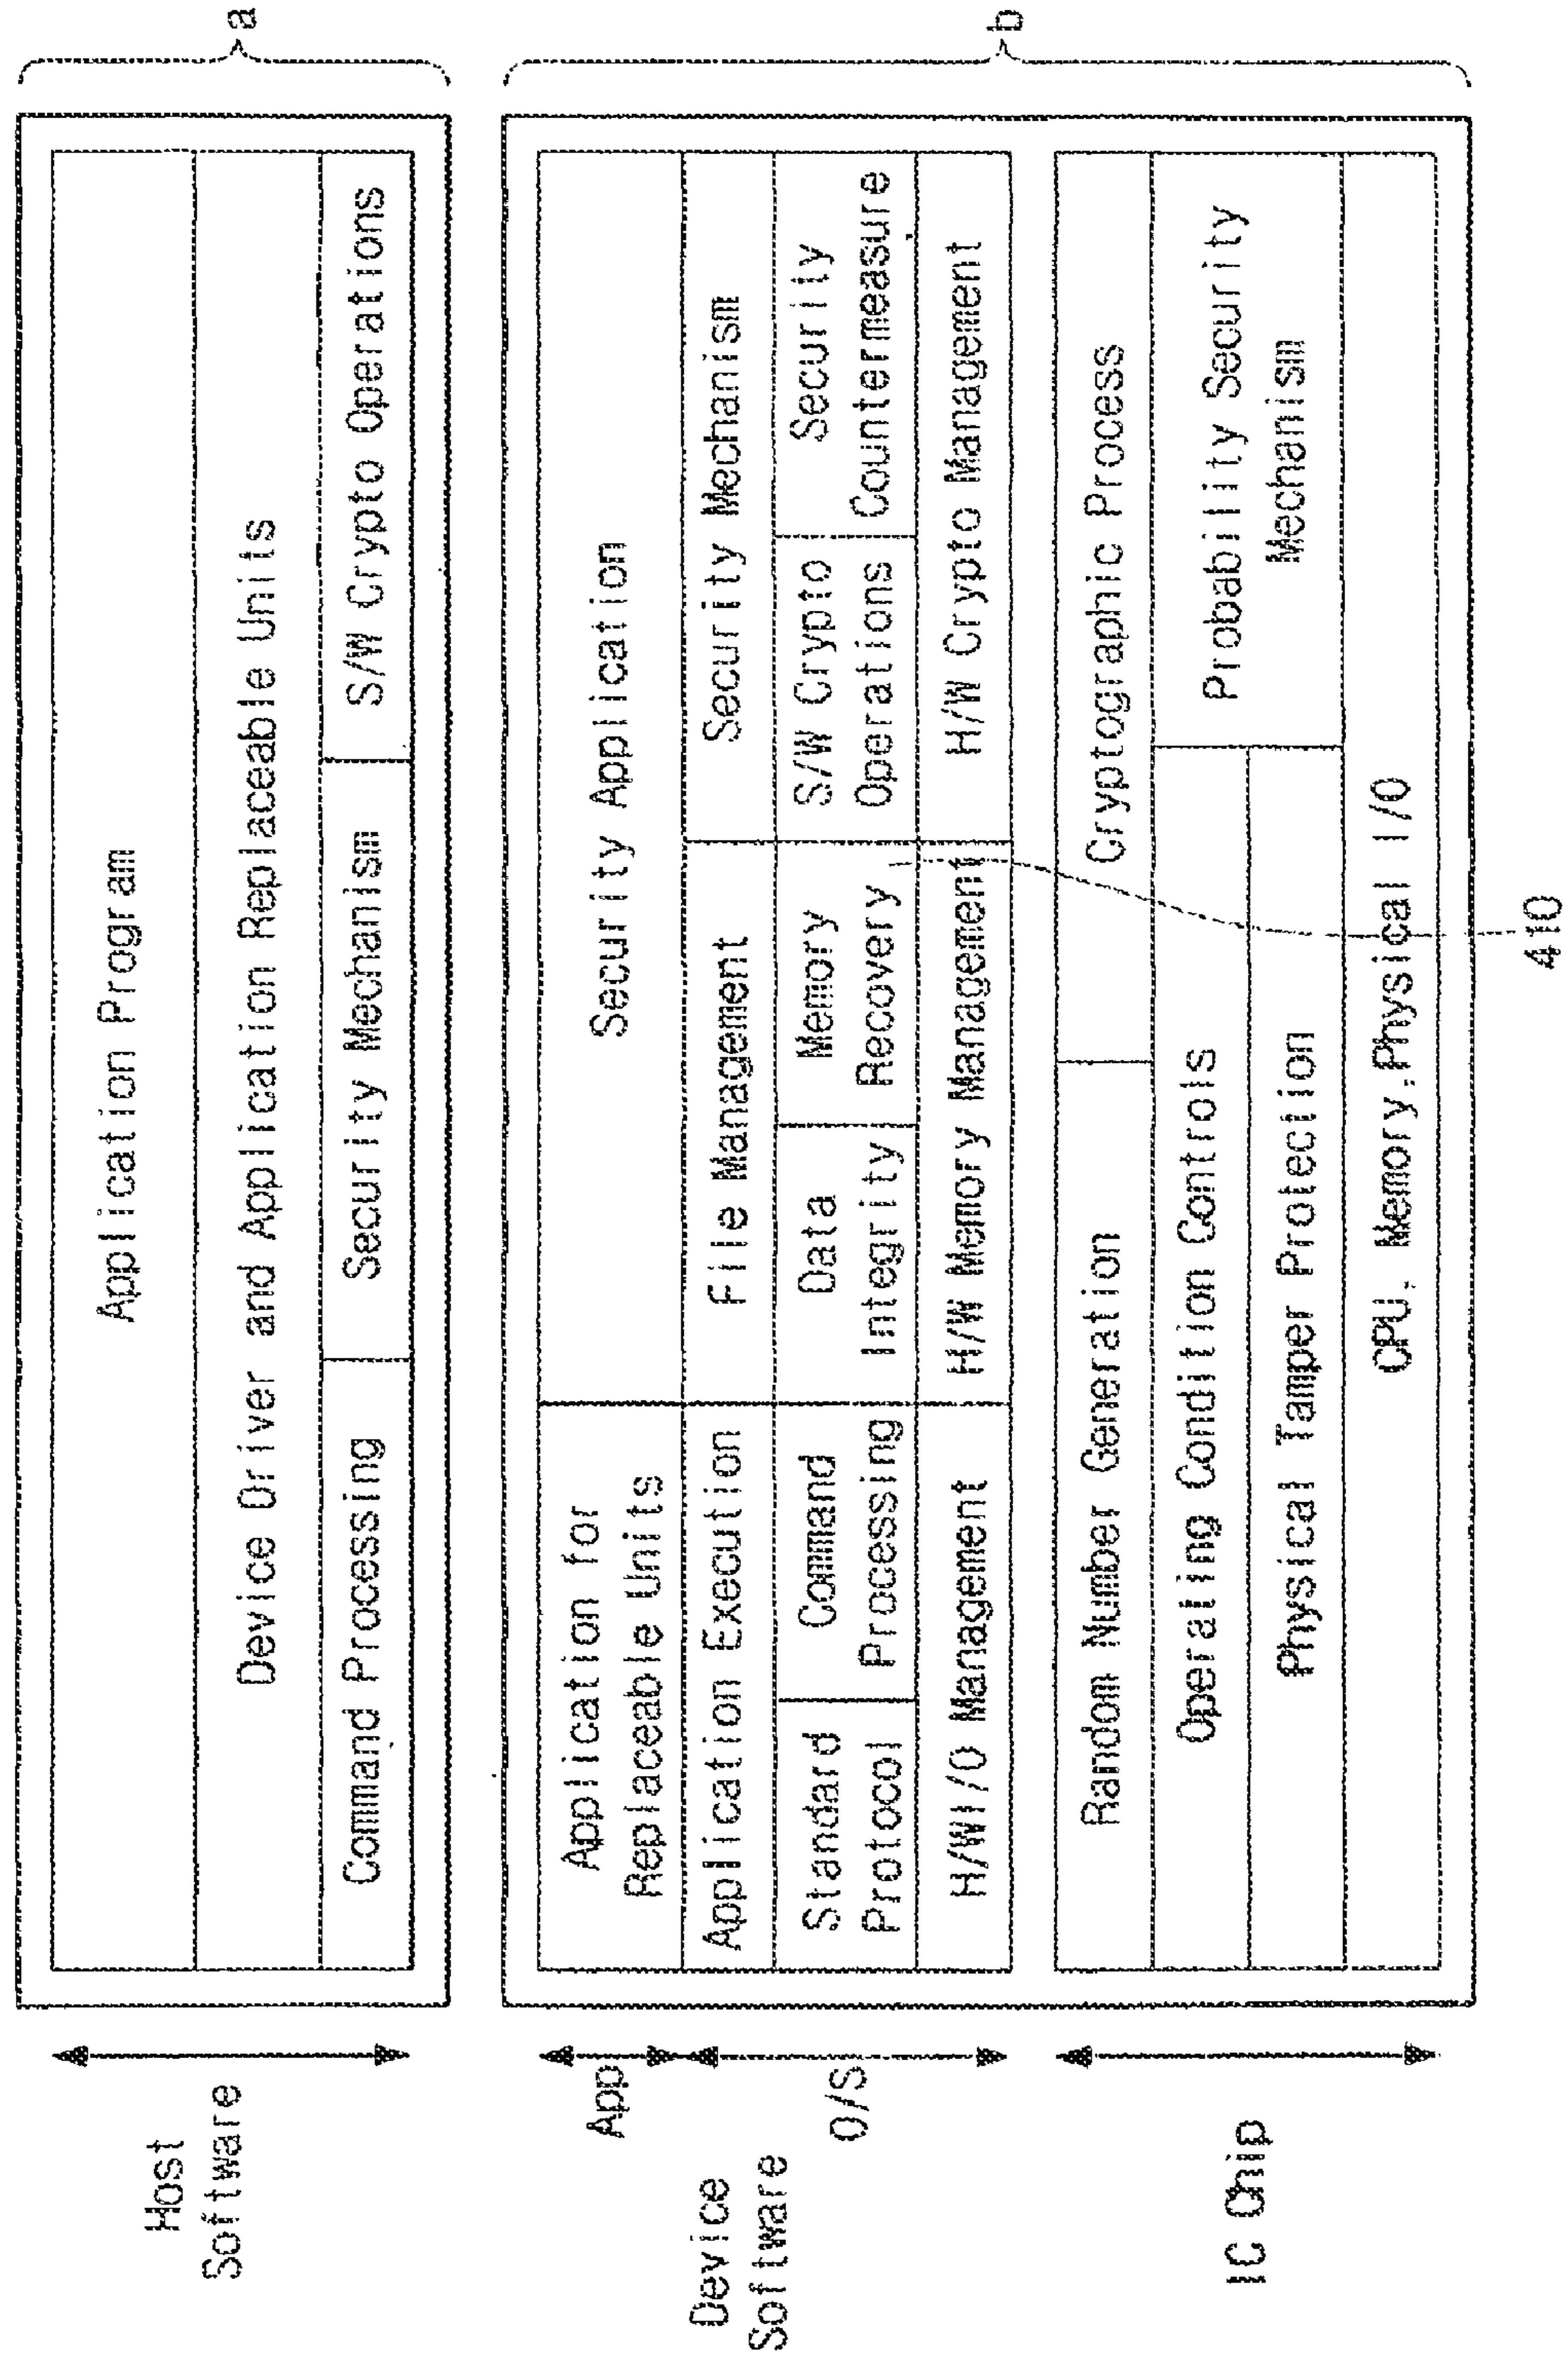 Host
Software
Application Program
Device Driver and Application Replaceable Units
Command Processing
Security Mechanism
S/W Crypto Operations
a
Device
Software
App
O/S
Application for
Replaceable Units
Security Application
Application Execution
File Management
Security Mechanism
Standard
Protocol
Command
Processing
Data
Integrity
Memory
Recovery
S/W Crypto
Operations
Security
Countermeasure
H/WI/O Management
H/W Memory Management
H/W Crypto Management
IC Chip
Random Number Generation
Cryptographic Process
Operating Condition Controls
Physical Tamper Protection
Probability Security
Mechanism
CPU, Memory,Physical I/O
b
410